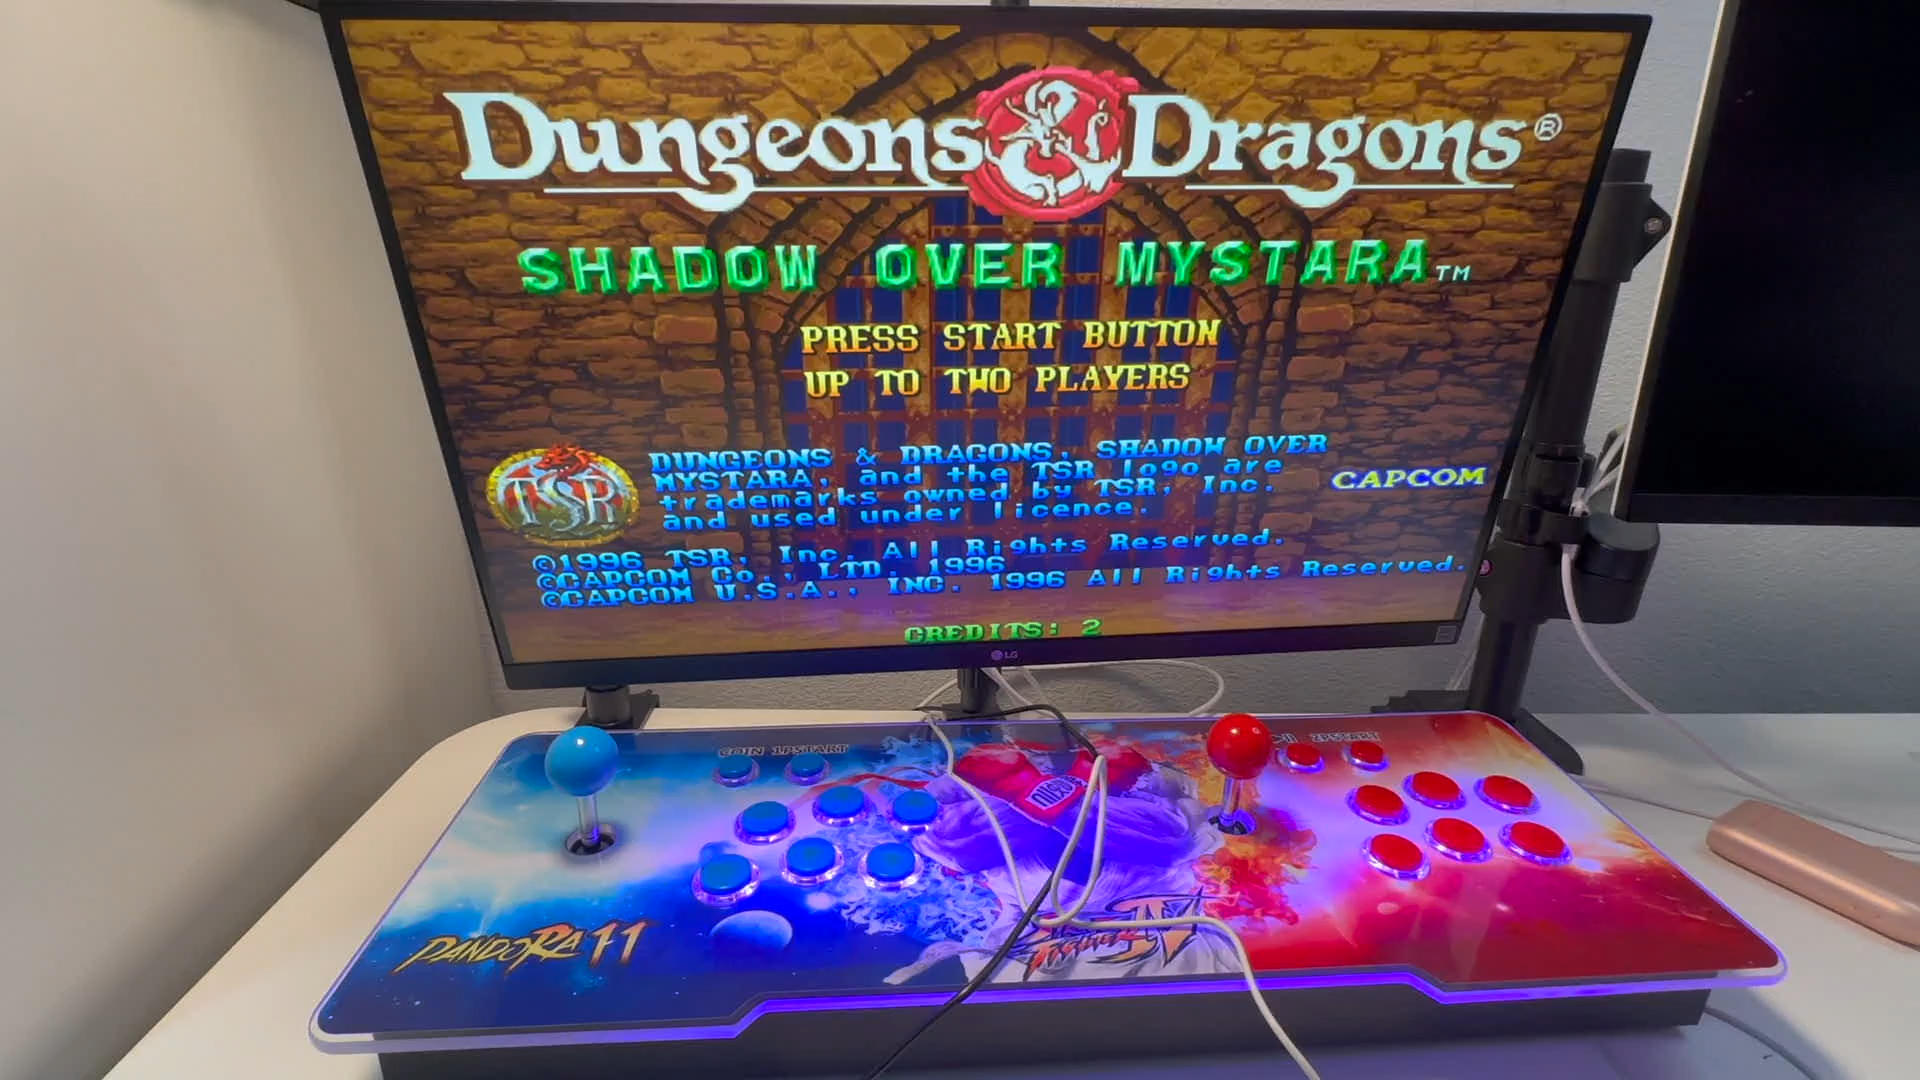 Dungeons & Dragons®
SHADOW OVER MYSTARA™
PRESS START BUTTON
UP TO TWO PLAYERS
TSR
DUNGEONS & DRAGONS, SHADOW OVER
MYSTARA, and the TSR logo are
trademarks owned by TSR, Inc.
and used under licence.
CAPCOM
©1996 TSR, Inc. All Rights Reserved.
©CAPCOM Co., LTD. 1996
©CAPCOM U.S.A., INC. 1996 All Rights Reserved.
CREDITS: 2
LG
COIN 1PSTART
2PSTART
PANDORA 11
FIGHTER IV